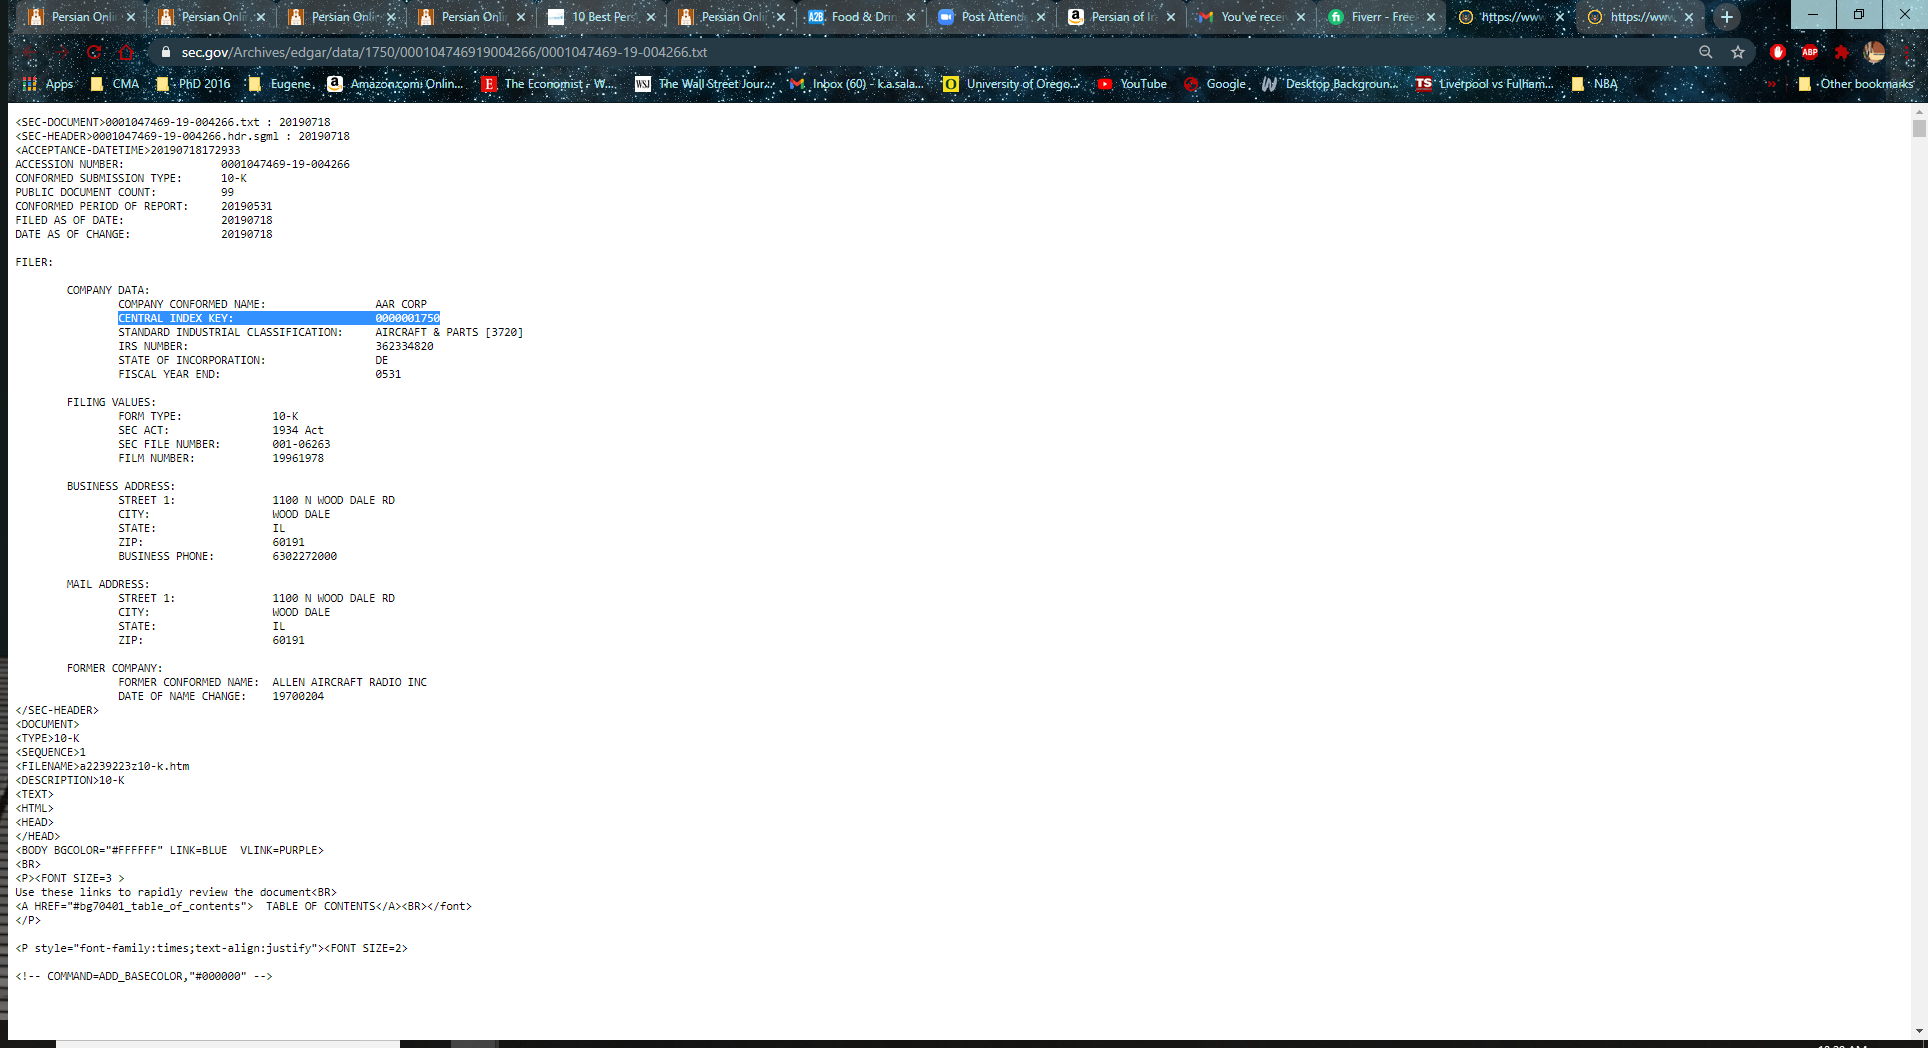 Persian Onli Persian Onli Persian Onli Persian Onli 10 Best Pers Persian Onli Food & Drin Post Attende Persian of Ira You've recei Fiverr - Free https://www https://www
sec.gov/Archives/edgar/data/1750/000104746919004266/0001047469-19-004266.txt
Apps CMA PhD 2016 Eugene Amazon.com: Onlin... The Economist - W... The Wall Street Jour... Inbox (60) - k.a.sala... University of Orego... YouTube Google Desktop Backgroun... Liverpool vs Fulham... NBA Other bookmarks
<SEC-DOCUMENT>0001047469-19-004266.txt : 20190718
<SEC-HEADER>0001047469-19-004266.hdr.sgml : 20190718
<ACCEPTANCE-DATETIME>20190718172933
ACCESSION NUMBER: 0001047469-19-004266
CONFORMED SUBMISSION TYPE: 10-K
PUBLIC DOCUMENT COUNT: 99
CONFORMED PERIOD OF REPORT: 20190531
FILED AS OF DATE: 20190718
DATE AS OF CHANGE: 20190718
FILER:
COMPANY DATA:
COMPANY CONFORMED NAME: AAR CORP
CENTRAL INDEX KEY: 0000001750
STANDARD INDUSTRIAL CLASSIFICATION: AIRCRAFT & PARTS [3720]
IRS NUMBER: 362334820
STATE OF INCORPORATION: DE
FISCAL YEAR END: 0531
FILING VALUES:
FORM TYPE: 10-K
SEC ACT: 1934 Act
SEC FILE NUMBER: 001-06263
FILM NUMBER: 19961978
BUSINESS ADDRESS:
STREET 1: 1100 N WOOD DALE RD
CITY: WOOD DALE
STATE: IL
ZIP: 60191
BUSINESS PHONE: 6302272000
MAIL ADDRESS:
STREET 1: 1100 N WOOD DALE RD
CITY: WOOD DALE
STATE: IL
ZIP: 60191
FORMER COMPANY:
FORMER CONFORMED NAME: ALLEN AIRCRAFT RADIO INC
DATE OF NAME CHANGE: 19700204
</SEC-HEADER>
<DOCUMENT>
<TYPE>10-K
<SEQUENCE>1
<FILENAME>a2239223z10-k.htm
<DESCRIPTION>10-K
<TEXT>
<HTML>
<HEAD>
</HEAD>
<BODY BGCOLOR="#FFFFFF" LINK=BLUE VLINK=PURPLE>
<BR>
<P><FONT SIZE=3 >
Use these links to rapidly review the document<BR>
<A HREF="#bg70401_table_of_contents"> TABLE OF CONTENTS</A><BR></font>
</P>
<P style="font-family:times;text-align:justify"><FONT SIZE=2>
<!-- COMMAND=ADD_BASECOLOR,"#000000" -->